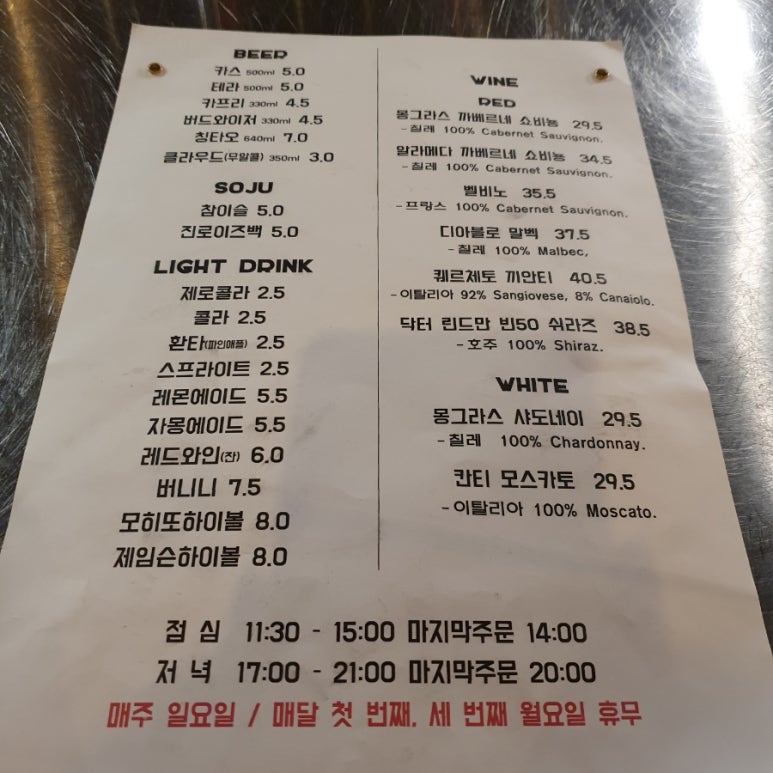 BEER
카스 500ml 5.0
테라 500ml 5.0
카프리 330ml 4.5
버드와이저 330ml 4.5
칭타오 640ml 7.0
클라우드(무알콜) 350ml 3.0
SOJU
참이슬 5.0
진로이즈백 5.0
LIGHT DRINK
제로콜라 2.5
콜라 2.5
환타(파인애플) 2.5
스프라이트 2.5
레몬에이드 5.5
자몽에이드 5.5
레드와인(잔) 6.0
버니니 7.5
모히또하이볼 8.0
제임슨하이볼 8.0
WINE
RED
몽그라스 까베르네 쇼비뇽 29.5
- 칠레 100% Cabernet Sauvignon.
알라메다 까베르네 쇼비뇽 34.5
- 칠레 100% Cabernet Sauvignon.
벨비노 35.5
- 프랑스 100% Cabernet Sauvignon.
디아블로 말벡 37.5
- 칠레 100% Malbec,
퀘르체토 끼안티 40.5
- 이탈리아 92% Sangiovese, 8% Canaiolo.
닥터 린드만 빈50 쉬라즈 38.5
- 호주 100% Shiraz.
WHITE
몽그라스 샤도네이 29.5
- 칠레 100% Chardonnay.
칸티 모스카토 29.5
- 이탈리아 100% Moscato.
점 심 11:30 - 15:00 마지막주문 14:00
저 녁 17:00 - 21:00 마지막주문 20:00
매주 일요일 / 매달 첫 번째, 세 번째 월요일 휴무